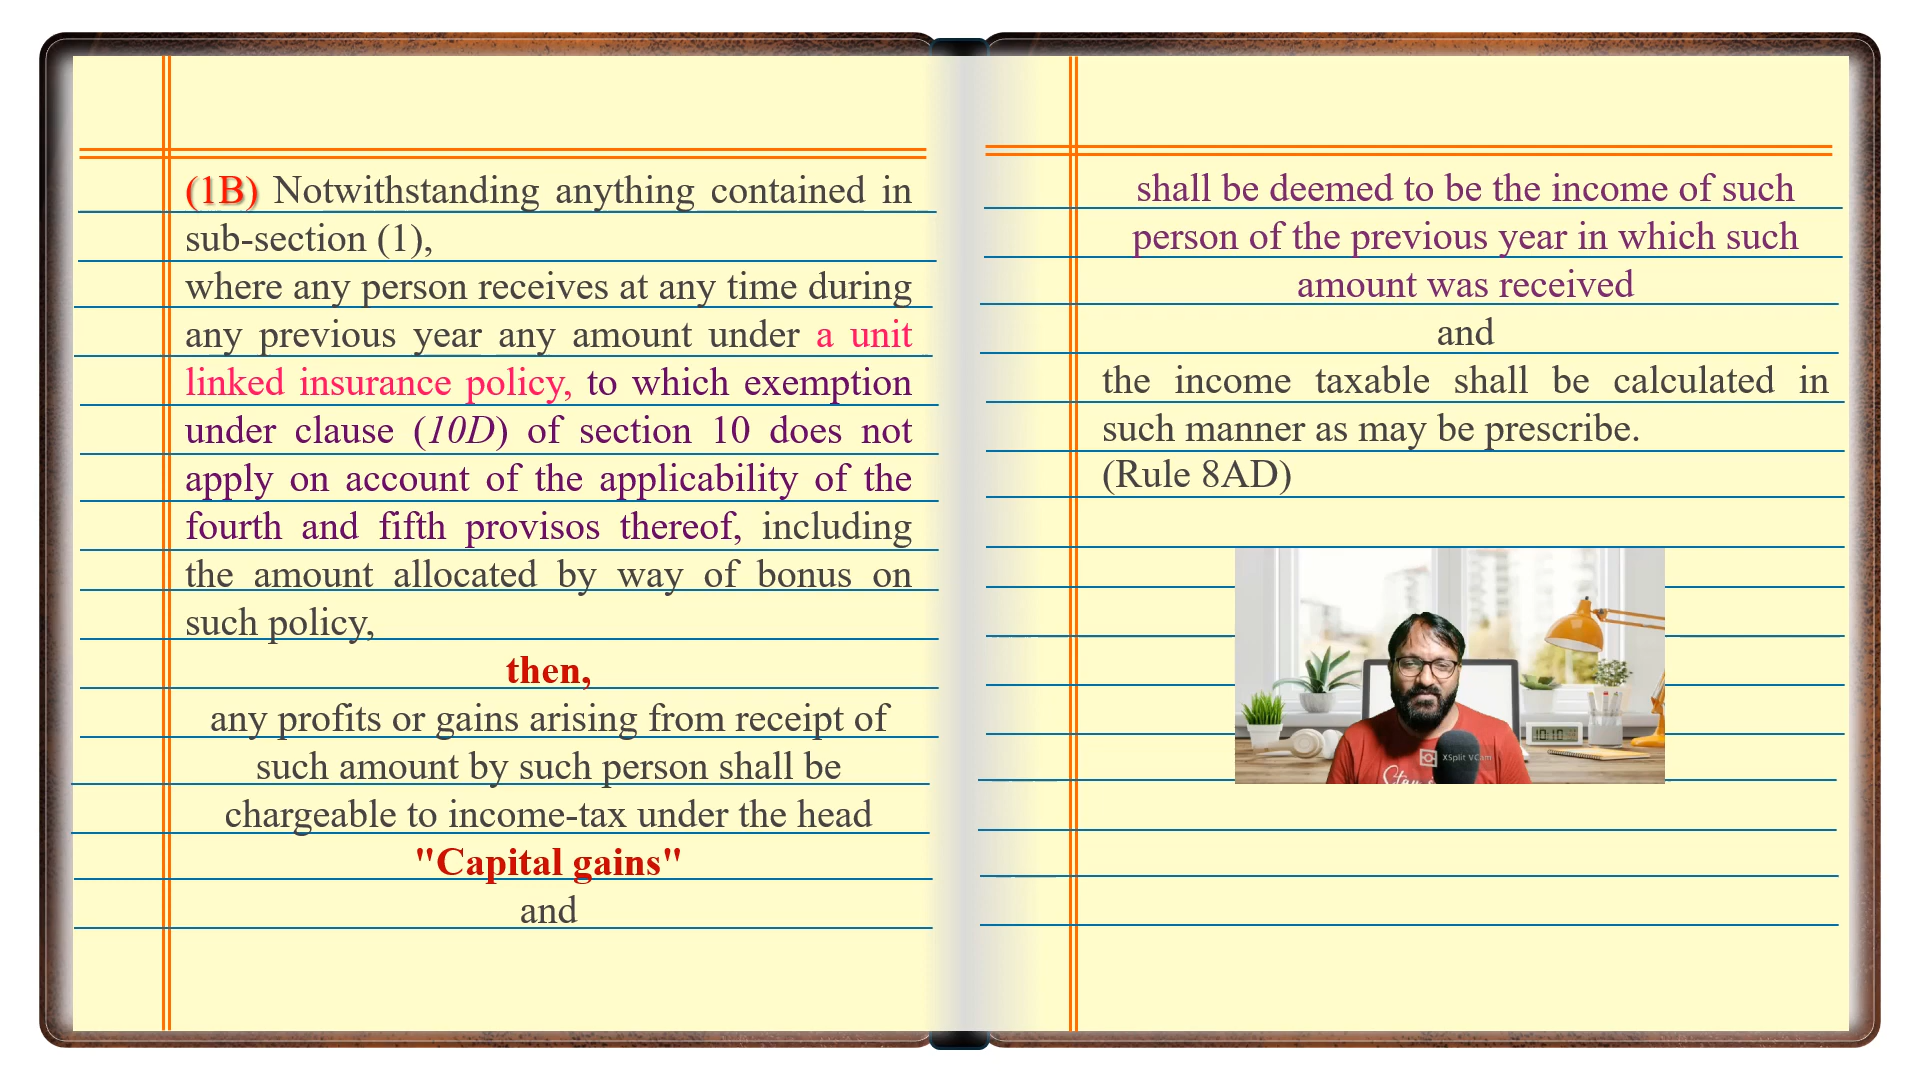 (1B) Notwithstanding anything contained in
sub-section (1),
where any person receives at any time during
any previous year any amount under a unit
linked insurance policy, to which exemption
under clause (10D) of section 10 does not
apply on account of the applicability of the
fourth and fifth provisos thereof, including
the amount allocated by way of bonus on
such policy,
then,
any profits or gains arising from receipt of
such amount by such person shall be
chargeable to income-tax under the head
"Capital gains"
and
shall be deemed to be the income of such
person of the previous year in which such
amount was received
and
the income taxable shall be calculated in
such manner as may be prescribe.
(Rule 8AD)
10:10
XSplit VCam